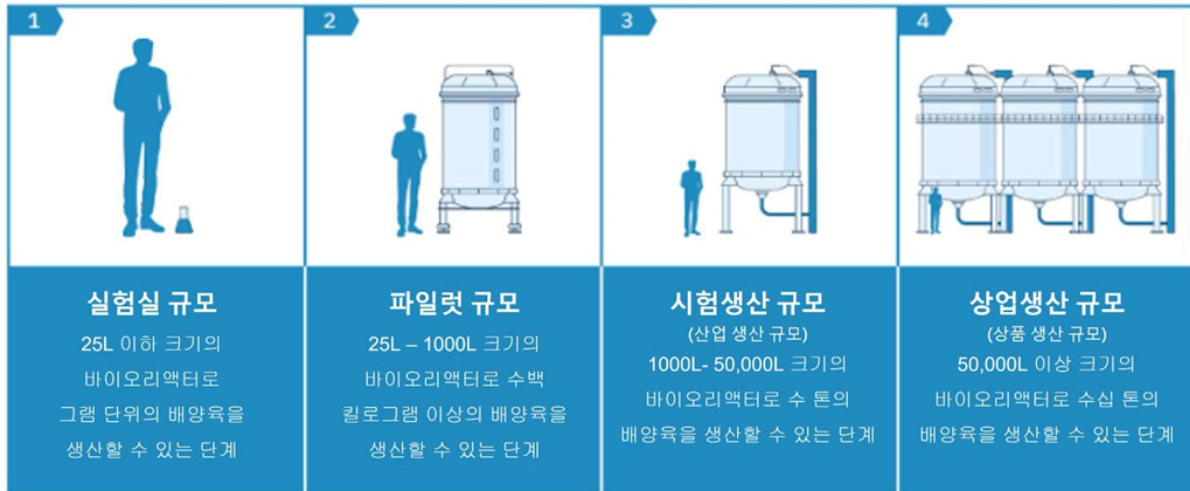 1
2
3
4
실험실 규모
25L 이하 크기의
바이오리액터로
그램 단위의 배양육을
생산할 수 있는 단계
파일럿 규모
25L – 1000L 크기의
바이오리액터로 수백
킬로그램 이상의 배양육을
생산할 수 있는 단계
시험생산 규모
(산업 생산 규모)
1000L- 50,000L 크기의
바이오리액터로 수 톤의
배양육을 생산할 수 있는 단계
상업생산 규모
(상품 생산 규모)
50,000L 이상 크기의
바이오리액터로 수십 톤의
배양육을 생산할 수 있는 단계